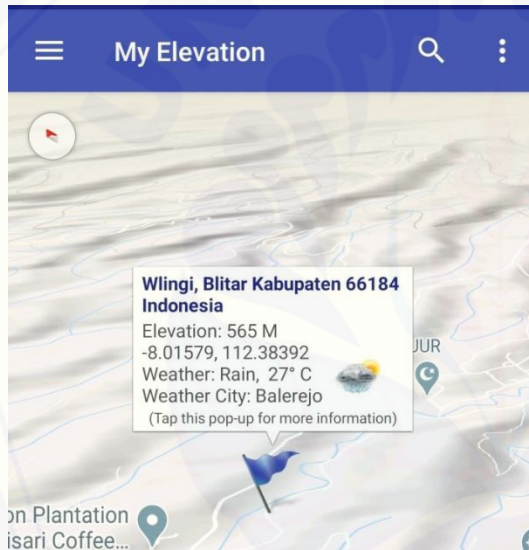 My Elevation
Wlingi, Blitar Kabupaten 66184
Indonesia
Elevation: 565 M
-8.01579, 112.38392
Weather: Rain, 27° C
Weather City: Balerejo
(Tap this pop-up for more information)
UUR
on Plantation
isari Coffee...